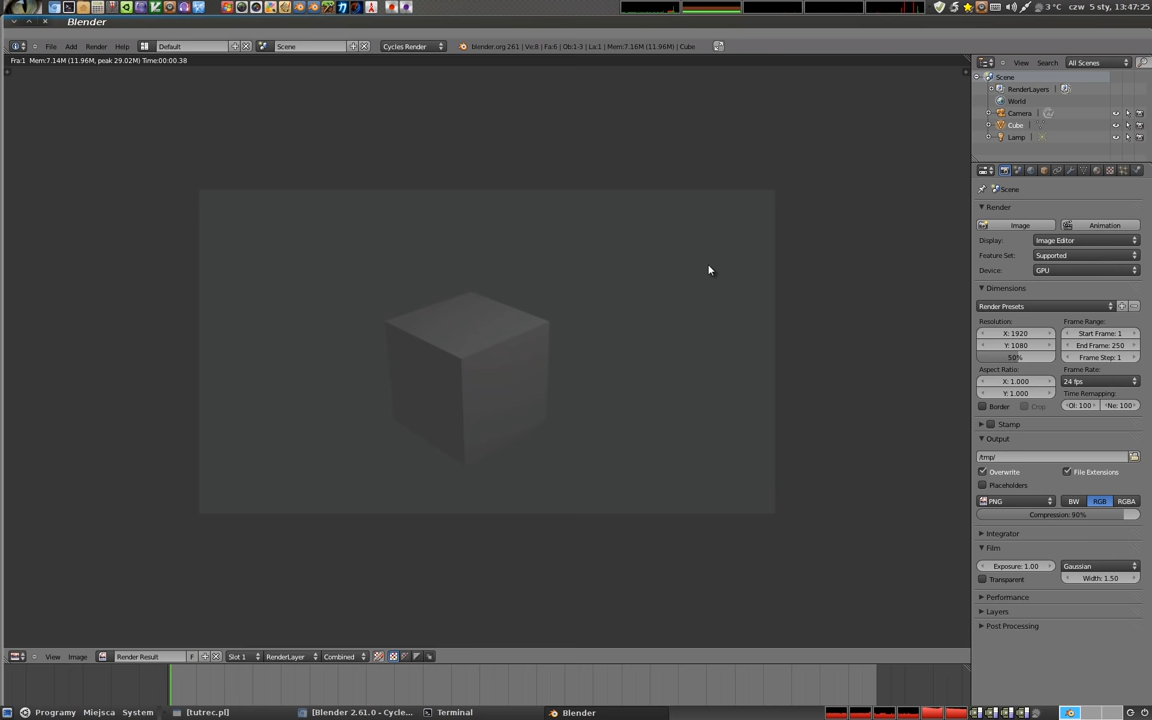 3 °C czw 5 sty, 13:47:25
Blender
File Add Render Help Default Scene Cycles Render blender.org 261 | Ve:8 | Fa:6 | Ob:1-3 | La:1 | Mem:7.16M (11.96M) | Cube
Fra:1 Mem:7.14M (11.96M, peak 29.02M) Time:00:00.38
View Search All Scenes
Scene
RenderLayers
World
Camera
Cube
Lamp
Scene
Render
Image Animation
Display: Image Editor
Feature Set: Supported
Device: GPU
Dimensions
Render Presets
Resolution: Frame Range:
X: 1920 Start Frame: 1
Y: 1080 End Frame: 250
50% Frame Step: 1
Aspect Ratio: Frame Rate:
X: 1.000 24 fps
Y: 1.000 Time Remapping:
Border Crop Ol: 100 Ne: 100
Stamp
Output
/tmp/
Overwrite File Extensions
Placeholders
PNG BW RGB RGBA
Compression: 90%
Integrator
Film
Exposure: 1.00 Gaussian
Transparent Width: 1.50
Performance
Layers
Post Processing
View Image Render Result F Slot 1 RenderLayer Combined
Programy Miejsca System [tutrec.pl] [Blender 2.61.0 - Cycle... Terminal Blender